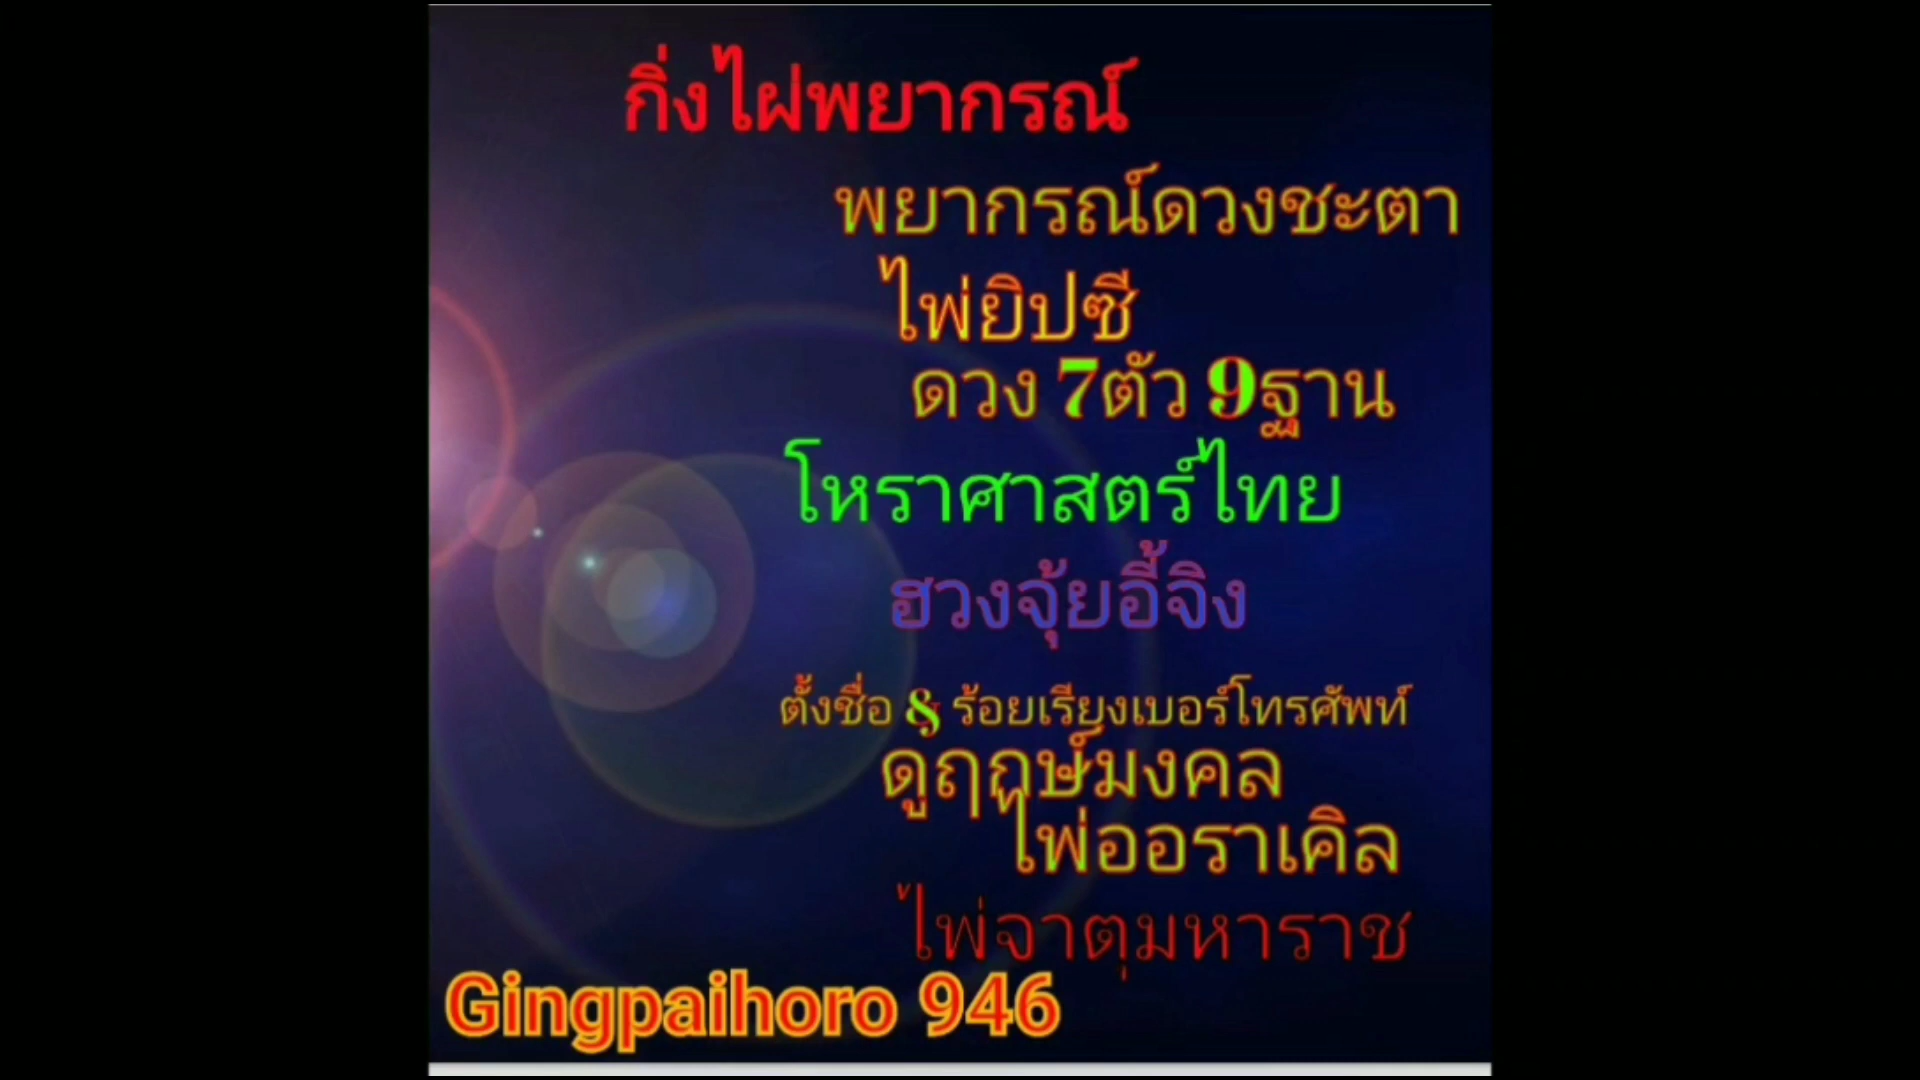 กิ่งไผ่พยากรณ์
พยากรณ์ดวงชะตา
ไพ่ยิปซี
ดวง 7ตัว 9ฐาน
โหราศาสตร์ไทย
ฮวงจุ้ยอี้จิง
ตั้งชื่อ & ร้อยเรียงเบอร์โทรศัพท์
ดูฤกษ์มงคล
ไพ่ออราเคิล
ไพ่จาตุมหาราช
Gingpaihoro 946